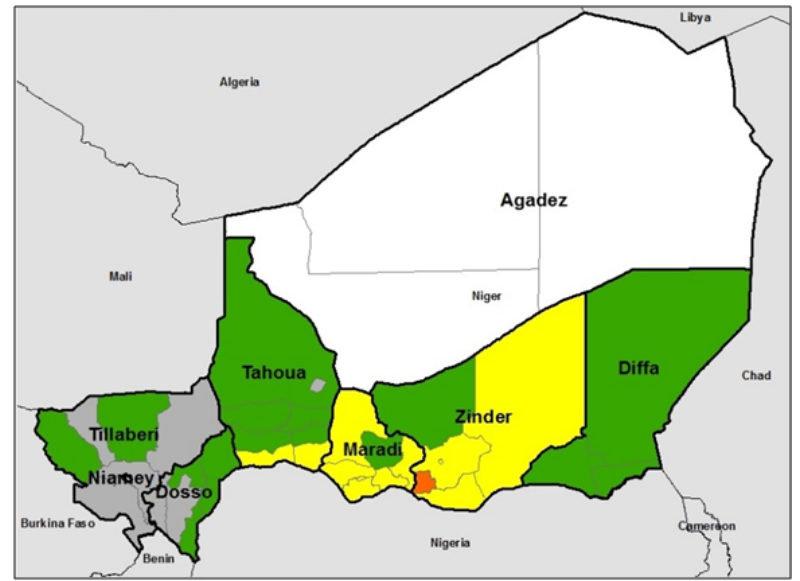 Libya
Algeria
Agadez
Mali
Niger
Tahoua
Diffa
Chad
Zinder
Tillaberi
Maradi
Niamey
Dosso
Burkina Faso
Cameroon
Nigeria
Benin